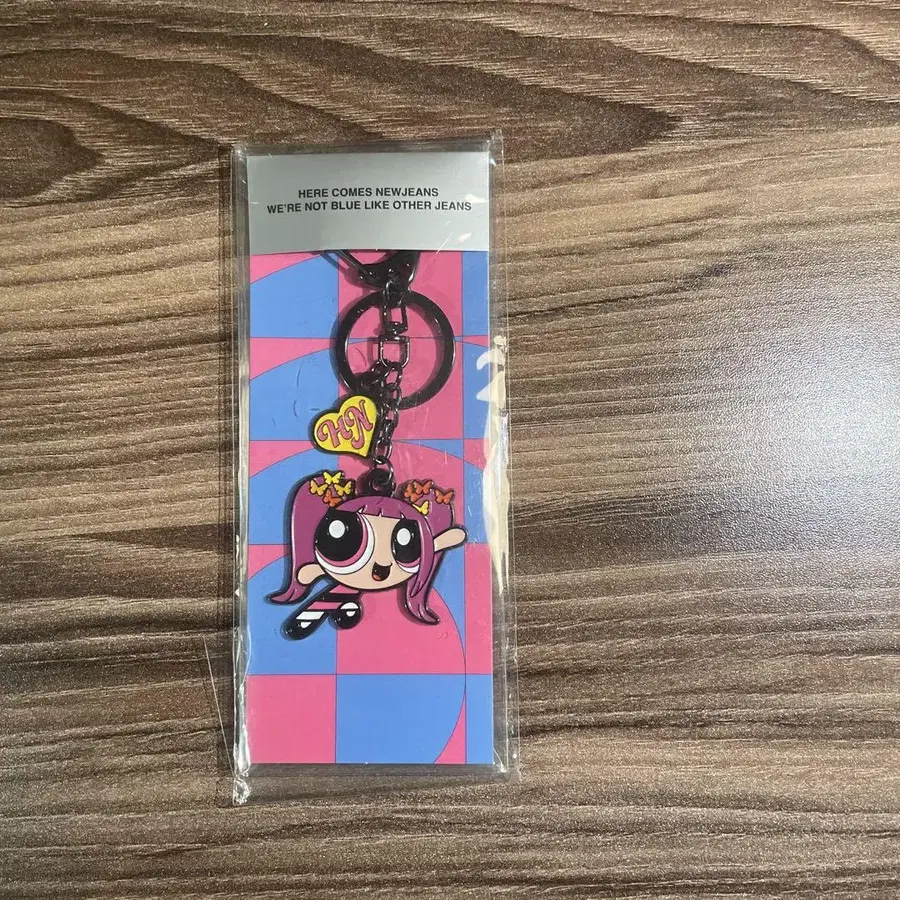 HERE COMES NEWJEANS
WE'RE NOT BLUE LIKE OTHER JEANS
HN